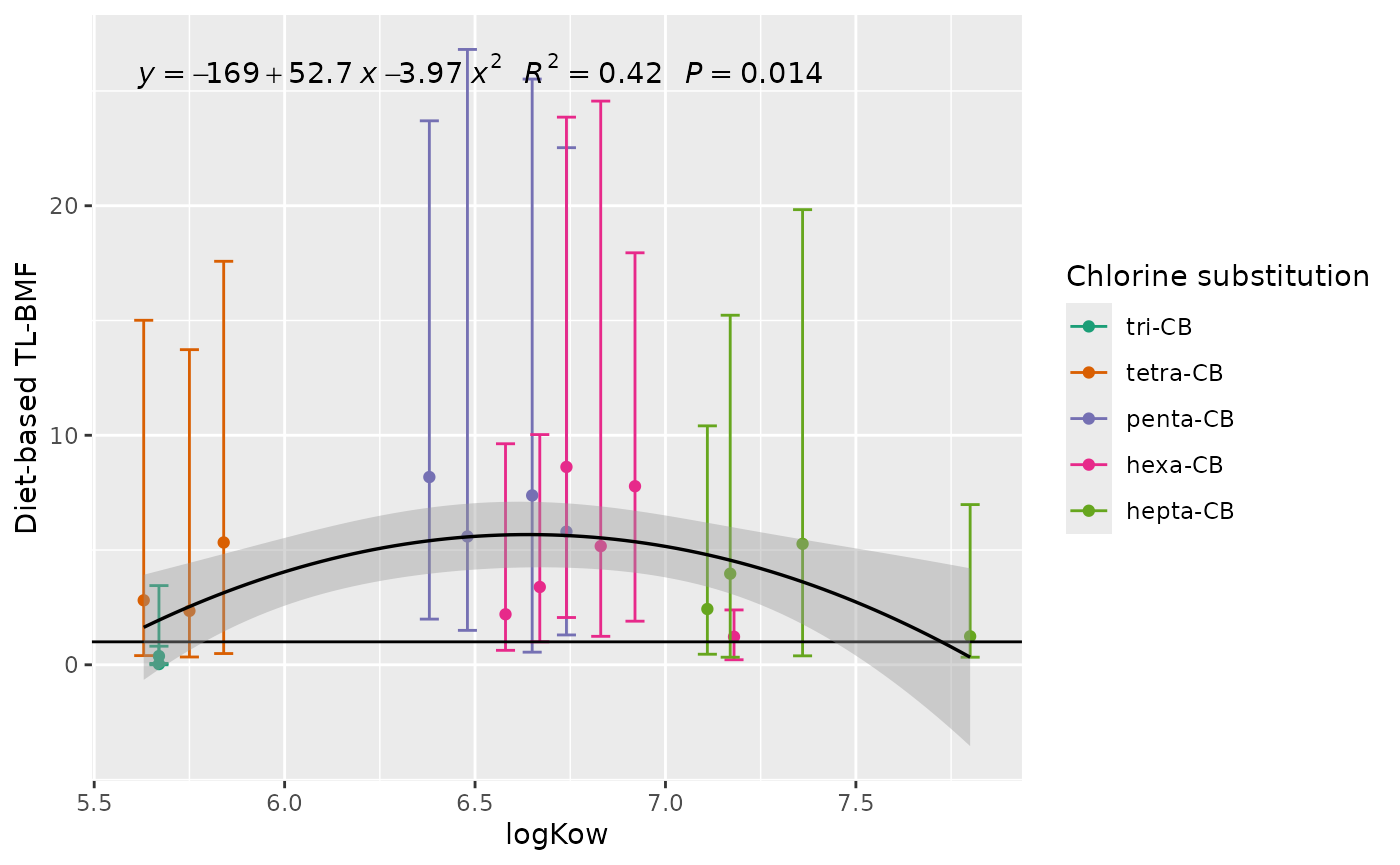 y = −169 + 52.7 x −3.97 x² R² = 0.42 P = 0.014
20
10
0
Diet-based TL-BMF
5.5 6.0 6.5 7.0 7.5
logKow
Chlorine substitution
tri-CB
tetra-CB
penta-CB
hexa-CB
hepta-CB